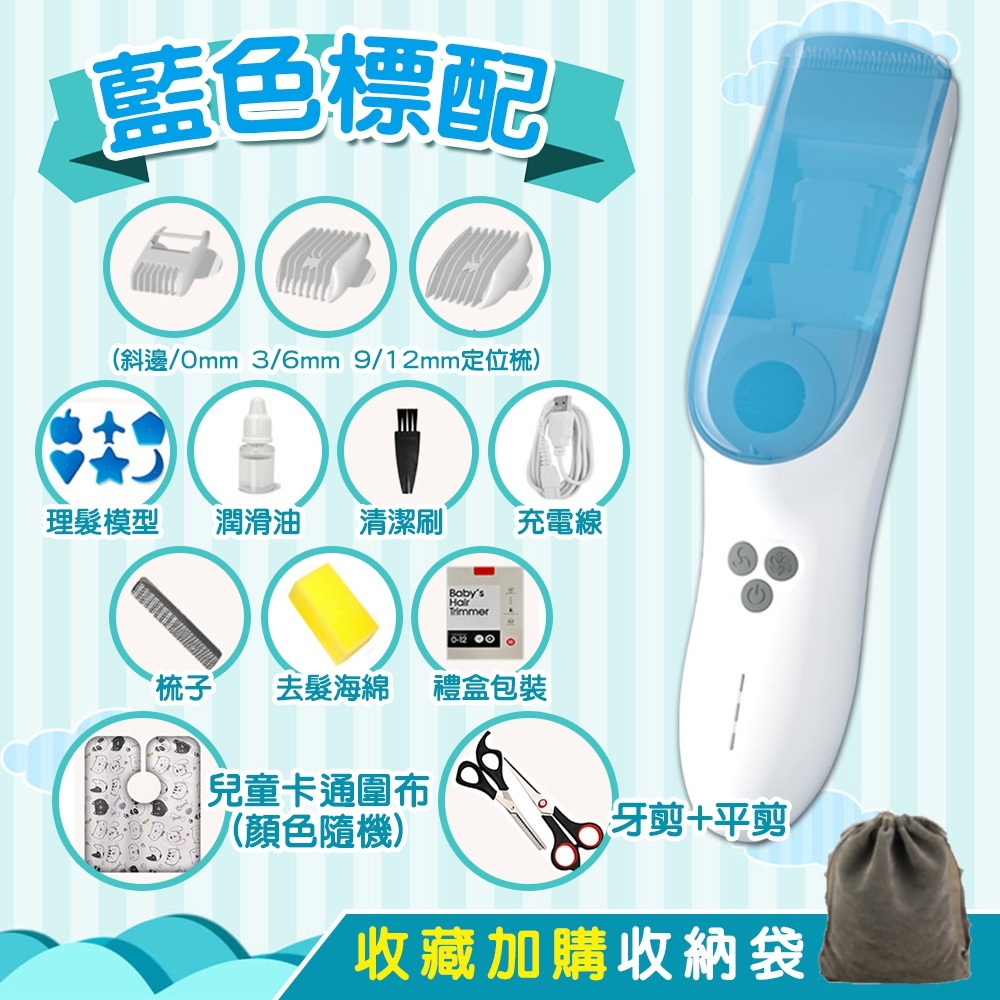 藍色標配
(斜邊/0mm 3/6mm 9/12mm定位梳)
理髮模型
潤滑油
清潔刷
充電線
Baby's
Hair
Trimmer
0-12
梳子
去髮海綿
禮盒包裝
兒童卡通圍布
(顏色隨機)
牙剪+平剪
收藏加購收納袋